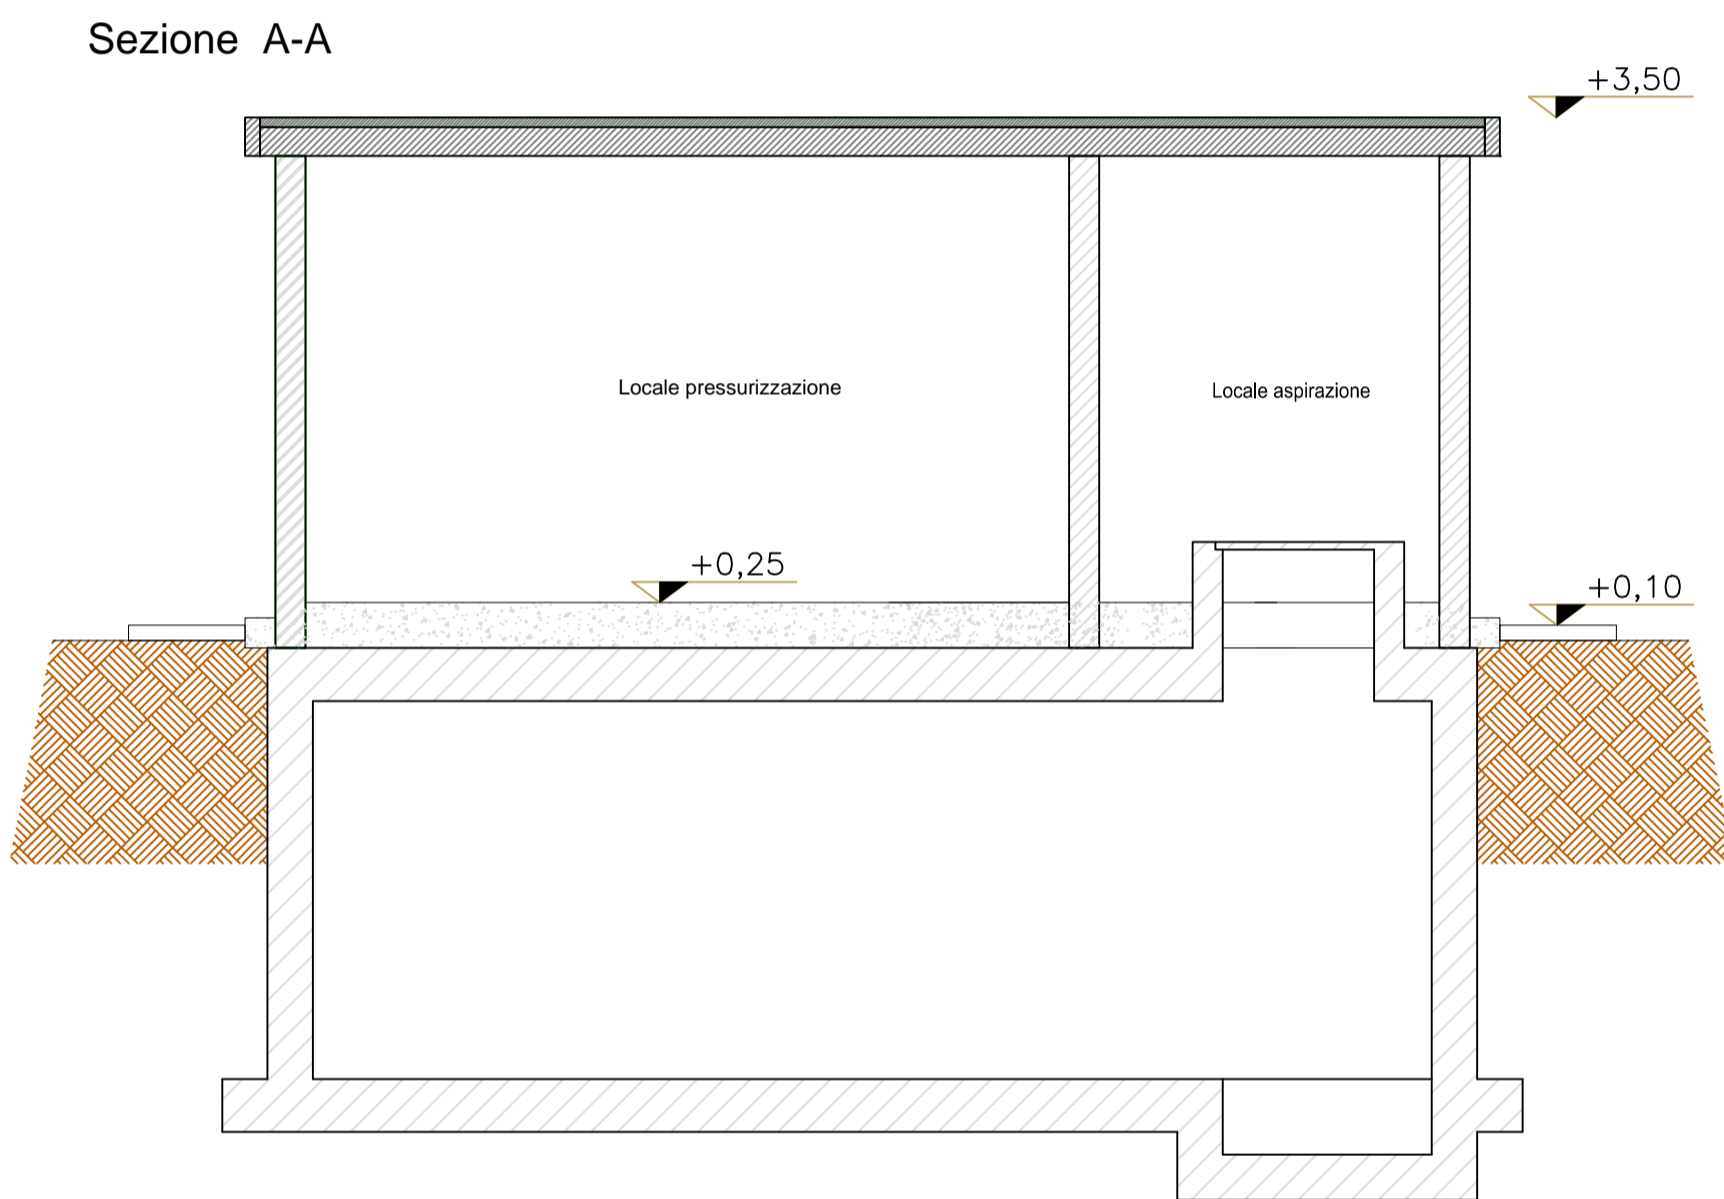 Sezione A-A
+3,50
Locale pressurizzazione
Locale aspirazione
+0,25
+0,10